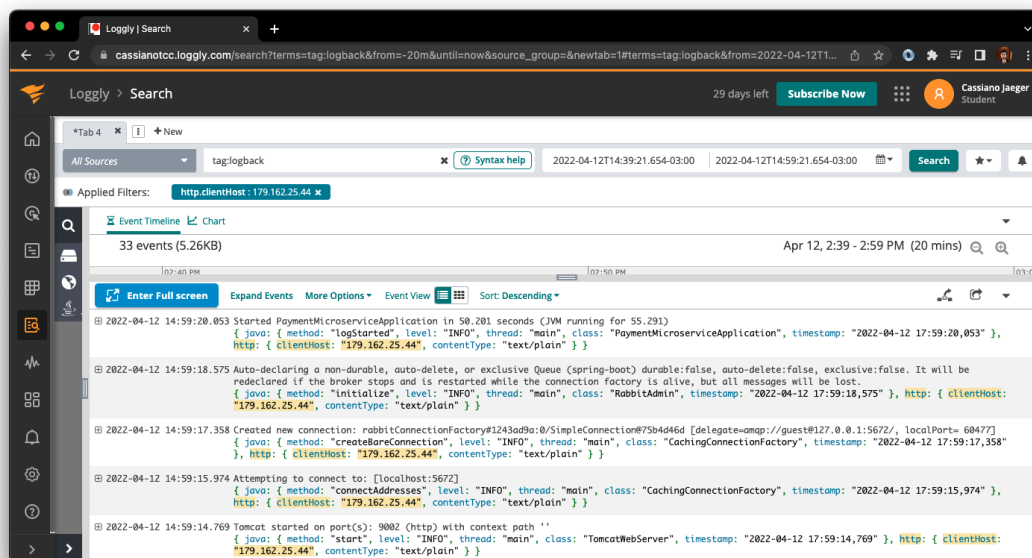 Loggly | Search
cassianotcc.loggly.com/search?terms=tag:logback&from=-20m&until=now&source_group=&newtab=1#terms=tag:logback&from=2022-04-12T1...
Loggly > Search
29 days left
Subscribe Now
Cassiano Jaeger
Student
*Tab 4
+ New
All Sources
tag:logback
Syntax help
2022-04-12T14:39:21.654-03:00
2022-04-12T14:59:21.654-03:00
Search
Applied Filters:
http.clientHost : 179.162.25.44
Event Timeline
Chart
33 events (5.26KB)
Apr 12, 2:39 - 2:59 PM (20 mins)
02:40 PM
02:50 PM
03:0
Enter Full screen
Expand Events
More Options
Event View
Sort: Descending
2022-04-12 14:59:20.053 Started PaymentMicroserviceApplication in 50.201 seconds (JVM running for 55.291)
{ java: { method: "logStarted", level: "INFO", thread: "main", class: "PaymentMicroserviceApplication", timestamp: "2022-04-12 17:59:20,053" },
http: { clientHost: "179.162.25.44", contentType: "text/plain" } }
2022-04-12 14:59:18.575 Auto-declaring a non-durable, auto-delete, or exclusive Queue (spring-boot) durable:false, auto-delete:false, exclusive:false. It will be
redeclared if the broker stops and is restarted while the connection factory is alive, but all messages will be lost.
{ java: { method: "initialize", level: "INFO", thread: "main", class: "RabbitAdmin", timestamp: "2022-04-12 17:59:18,575" }, http: { clientHost:
"179.162.25.44", contentType: "text/plain" } }
2022-04-12 14:59:17.358 Created new connection: rabbitConnectionFactory#1243ad9a:0/SimpleConnection@75b4d46d [delegate=amqp://guest@127.0.0.1:5672/, localPort= 60477]
{ java: { method: "createBareConnection", level: "INFO", thread: "main", class: "CachingConnectionFactory", timestamp: "2022-04-12 17:59:17,358"
}, http: { clientHost: "179.162.25.44", contentType: "text/plain" } }
2022-04-12 14:59:15.974 Attempting to connect to: [localhost:5672]
{ java: { method: "connectAddresses", level: "INFO", thread: "main", class: "CachingConnectionFactory", timestamp: "2022-04-12 17:59:15,974" },
http: { clientHost: "179.162.25.44", contentType: "text/plain" } }
2022-04-12 14:59:14.769 Tomcat started on port(s): 9002 (http) with context path ''
{ java: { method: "start", level: "INFO", thread: "main", class: "TomcatWebServer", timestamp: "2022-04-12 17:59:14,769" }, http: { clientHost:
"179.162.25.44", contentType: "text/plain" } }